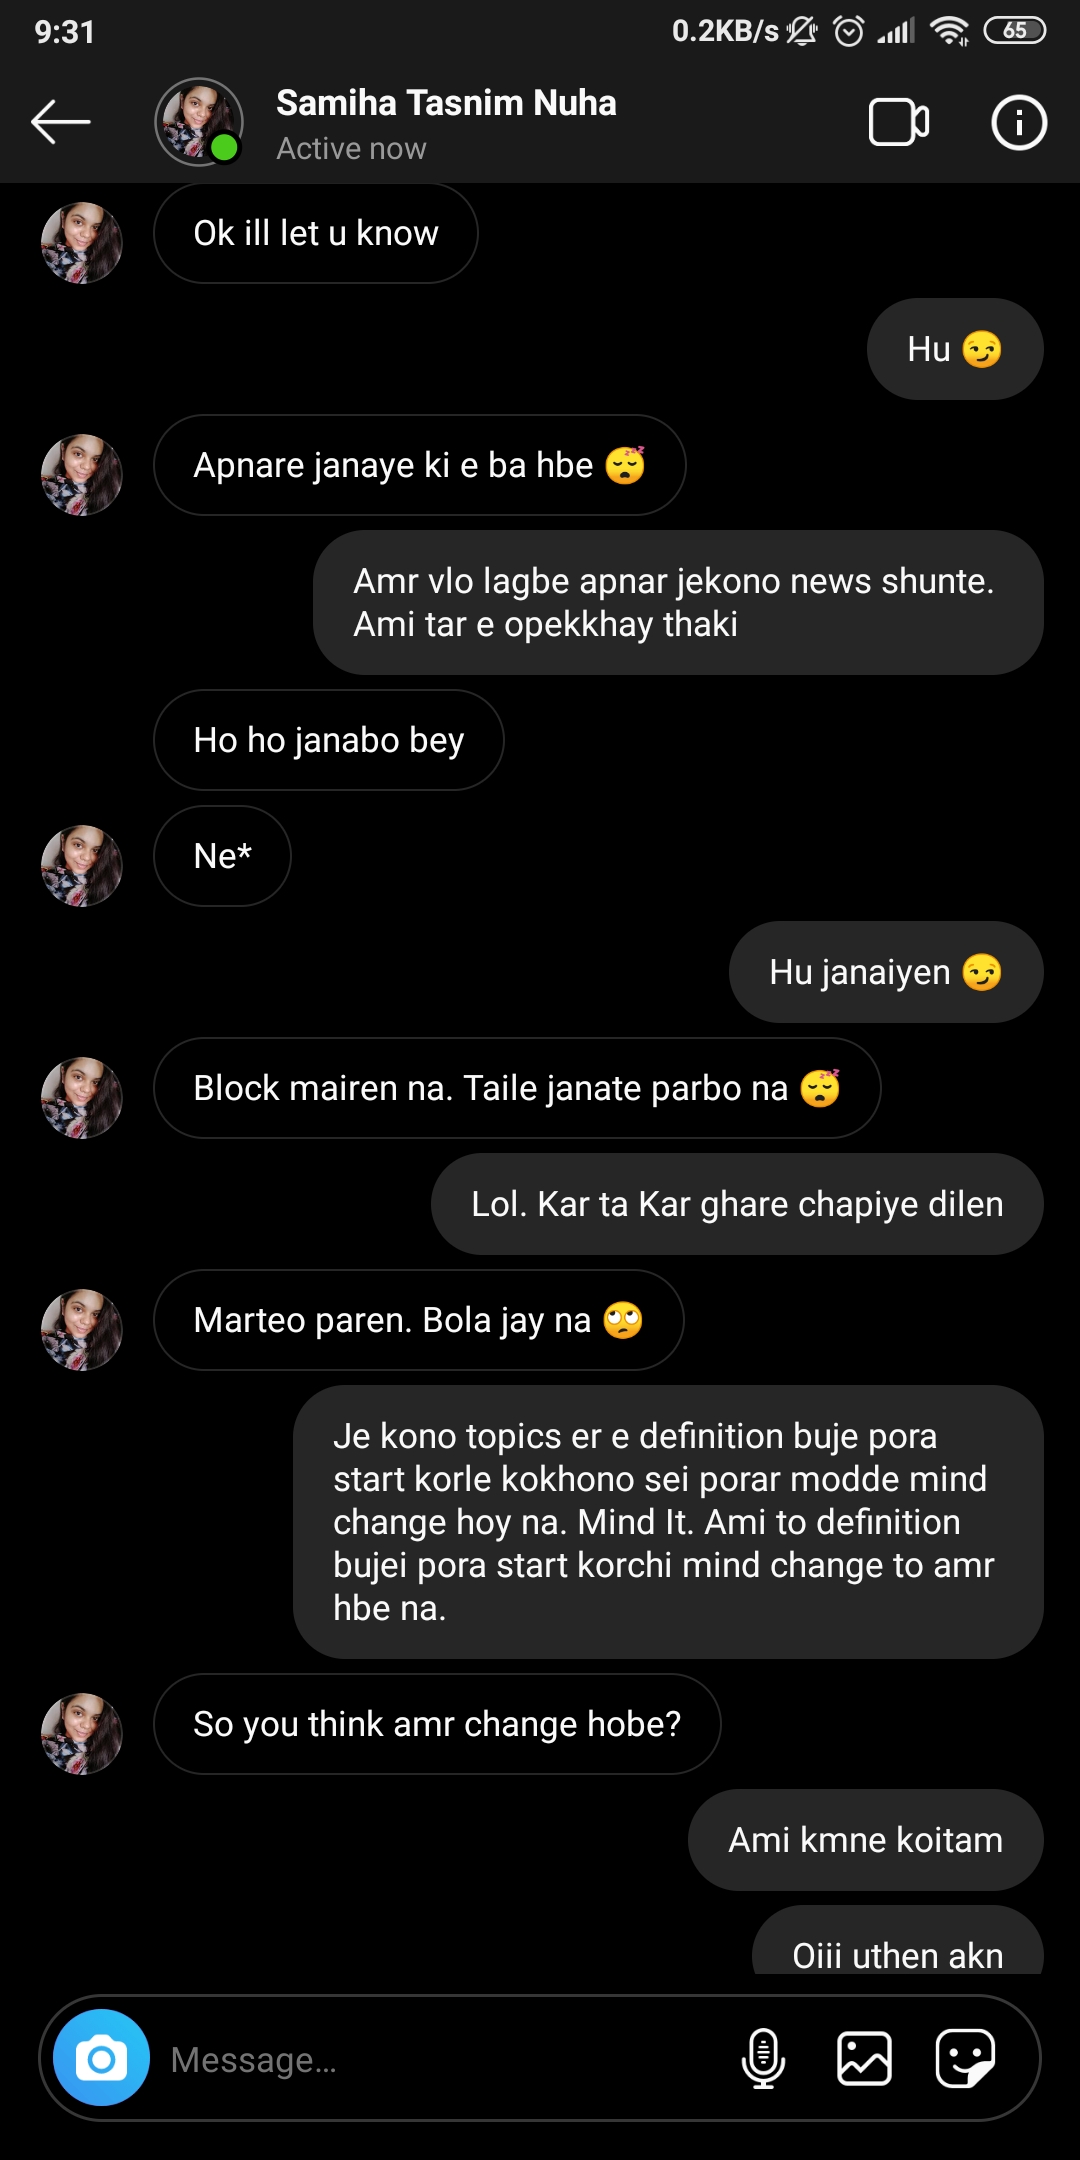 9:31
0.2KB/s
65
Samiha Tasnim Nuha
Active now
Ok ill let u know
Hu 😏
Apnare janaye ki e ba hbe 😴
Amr vlo lagbe apnar jekono news shunte.
Ami tar e opekkhay thaki
Ho ho janabo bey
Ne*
Hu janaiyen 😏
Block mairen na. Taile janate parbo na 😴
Lol. Kar ta Kar ghare chapiye dilen
Marteo paren. Bola jay na 🙄
Je kono topics er e definition buje pora
start korle kokhono sei porar modde mind
change hoy na. Mind It. Ami to definition
bujei pora start korchi mind change to amr
hbe na.
So you think amr change hobe?
Ami kmne koitam
Oiii uthen akn
Message...